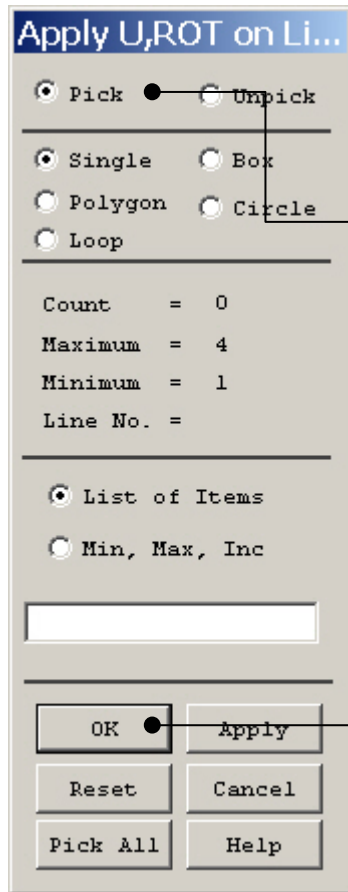 Apply U,ROT on Li...
Pick Unpick
Single Box
Polygon Circle
Loop
Count = 0
Maximum = 4
Minimum = 1
Line No. =
List of Items
Min, Max, Inc
OK Apply
Reset Cancel
Pick All Help